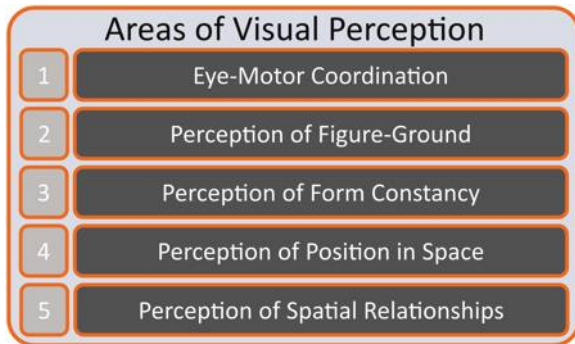 Areas of Visual Perception
1 Eye-Motor Coordination
2 Perception of Figure-Ground
3 Perception of Form Constancy
4 Perception of Position in Space
5 Perception of Spatial Relationships